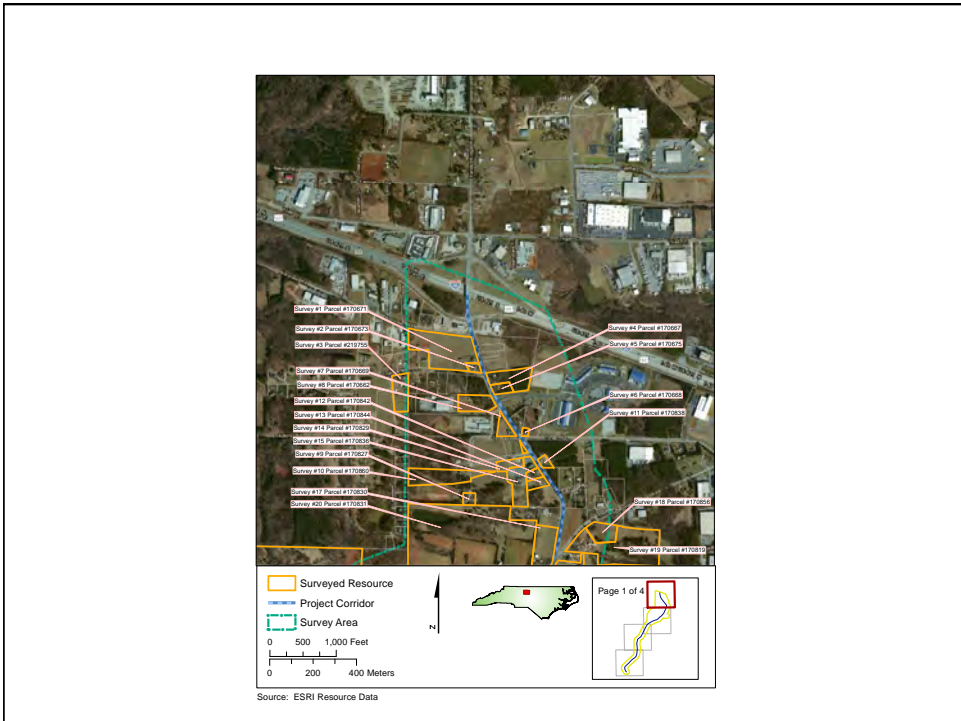 Survey #1 Parcel #170671
Survey #2 Parcel #170673
Survey #3 Parcel #219755
Survey #7 Parcel #170669
Survey #8 Parcel #170662
Survey #12 Parcel #170842
Survey #13 Parcel #170844
Survey #14 Parcel #170829
Survey #15 Parcel #170836
Survey #9 Parcel #170827
Survey #10 Parcel #170860
Survey #17 Parcel #170830
Survey #20 Parcel #170831
Survey #4 Parcel #170667
Survey #5 Parcel #170675
Survey #6 Parcel #170668
Survey #11 Parcel #170838
Survey #18 Parcel #170856
Survey #19 Parcel #170819
Surveyed Resource
Project Corridor
Survey Area
0 500 1,000 Feet
0 200 400 Meters
N
Page 1 of 4
Source: ESRI Resource Data